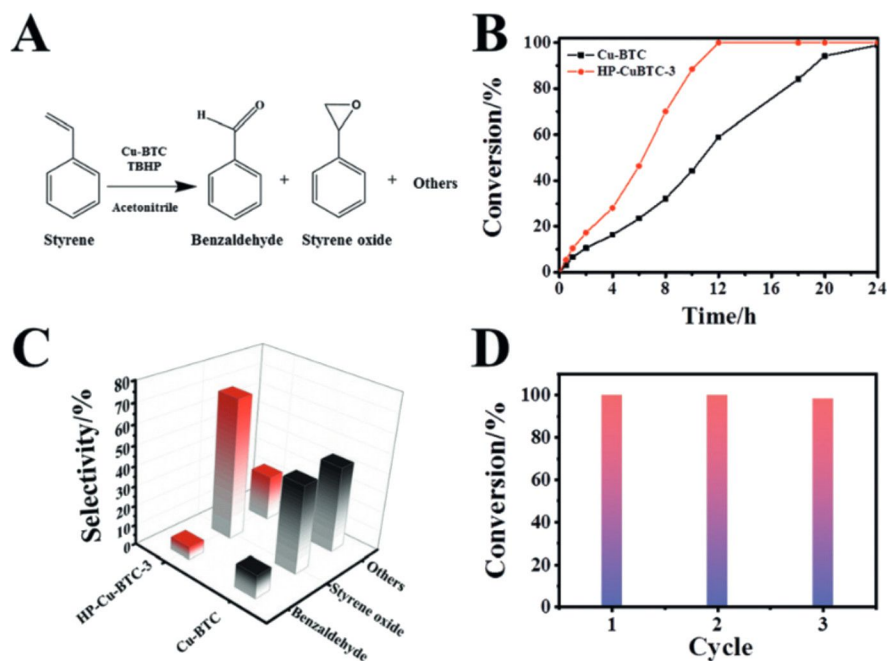 A
H
O
O
Cu-BTC
TBHP
Acetonitrile
+
+
Others
Styrene
Benzaldehyde
Styrene oxide
B
Conversion/%
100
80
60
40
20
0
Cu-BTC
HP-CuBTC-3
0
4
8
12
16
20
24
Time/h
C
Selectivity/%
80
70
60
50
40
30
20
10
0
HP-Cu-BTC-3
Cu-BTC
Benzaldehyde
Styrene oxide
Others
D
Conversion/%
100
80
60
40
20
0
1
2
3
Cycle